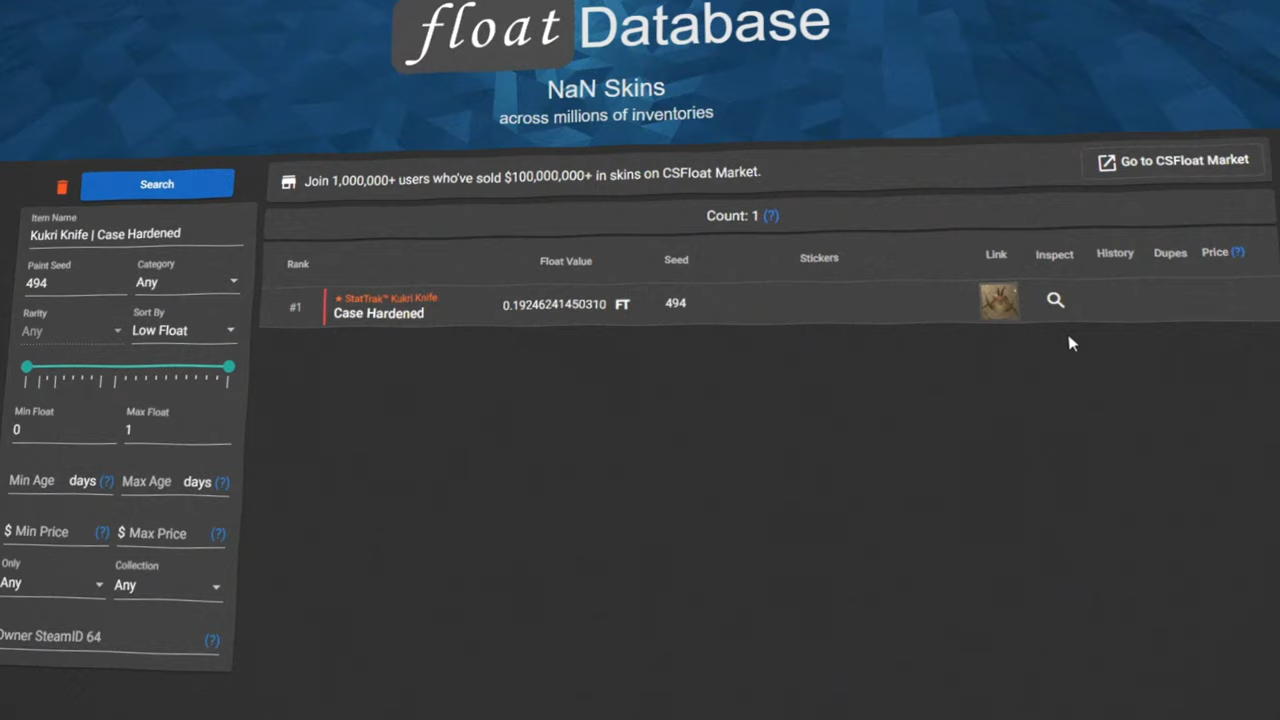 float Database
NaN Skins
across millions of inventories
Search
Join 1,000,000+ users who've sold $100,000,000+ in skins on CSFloat Market.
Go to CSFloat Market
Count: 1 (?)
Item Name
Kukri Knife | Case Hardened
Paint Seed
Category
494
Any
Rarity
Sort By
Any
Low Float
Min Float
Max Float
0
1
Min Age days (?) Max Age days (?)
$ Min Price (?) $ Max Price (?)
Only
Collection
Any
Any
Owner SteamID 64 (?)
Rank Float Value Seed Stickers Link Inspect History Dupes Price (?)
#1
★ StatTrak™ Kukri Knife
Case Hardened
0.19246241450310 FT
494